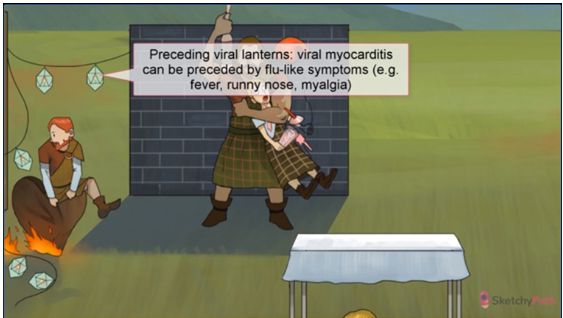 Preceding viral lanterns: viral myocarditis
can be preceded by flu-like symptoms (e.g.
fever, runny nose, myalgia)
SketchyPath